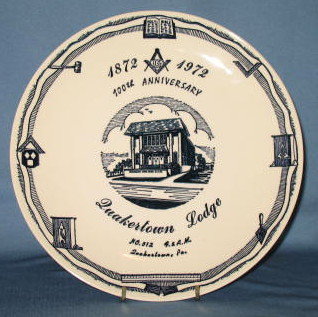 1872 1972
100th ANNIVERSARY
Quakertown Lodge
NO. 512 F. & A.M.
Quakertown, Pa.